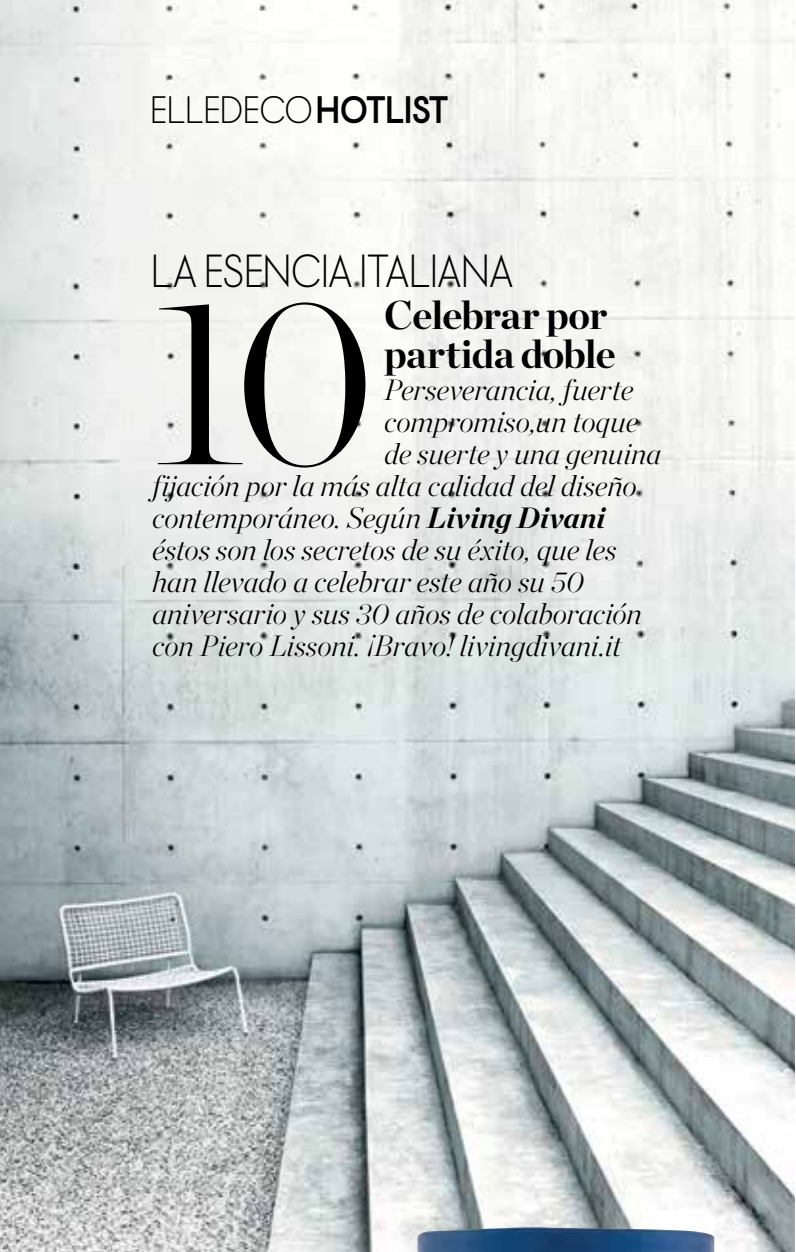 ELLEDECOHOTLIST
LA ESENCIA ITALIANA
10
Celebrar por
partida doble
Perseverancia, fuerte
compromiso,un toque
de suerte y una genuina
fijación por la más alta calidad del diseño
contemporáneo. Según Living Divani
éstos son los secretos de su éxito, que les
han llevado a celebrar este año su 50
aniversario y sus 30 años de colaboración
con Piero Lissoni. ¡Bravo! livingdivani.it